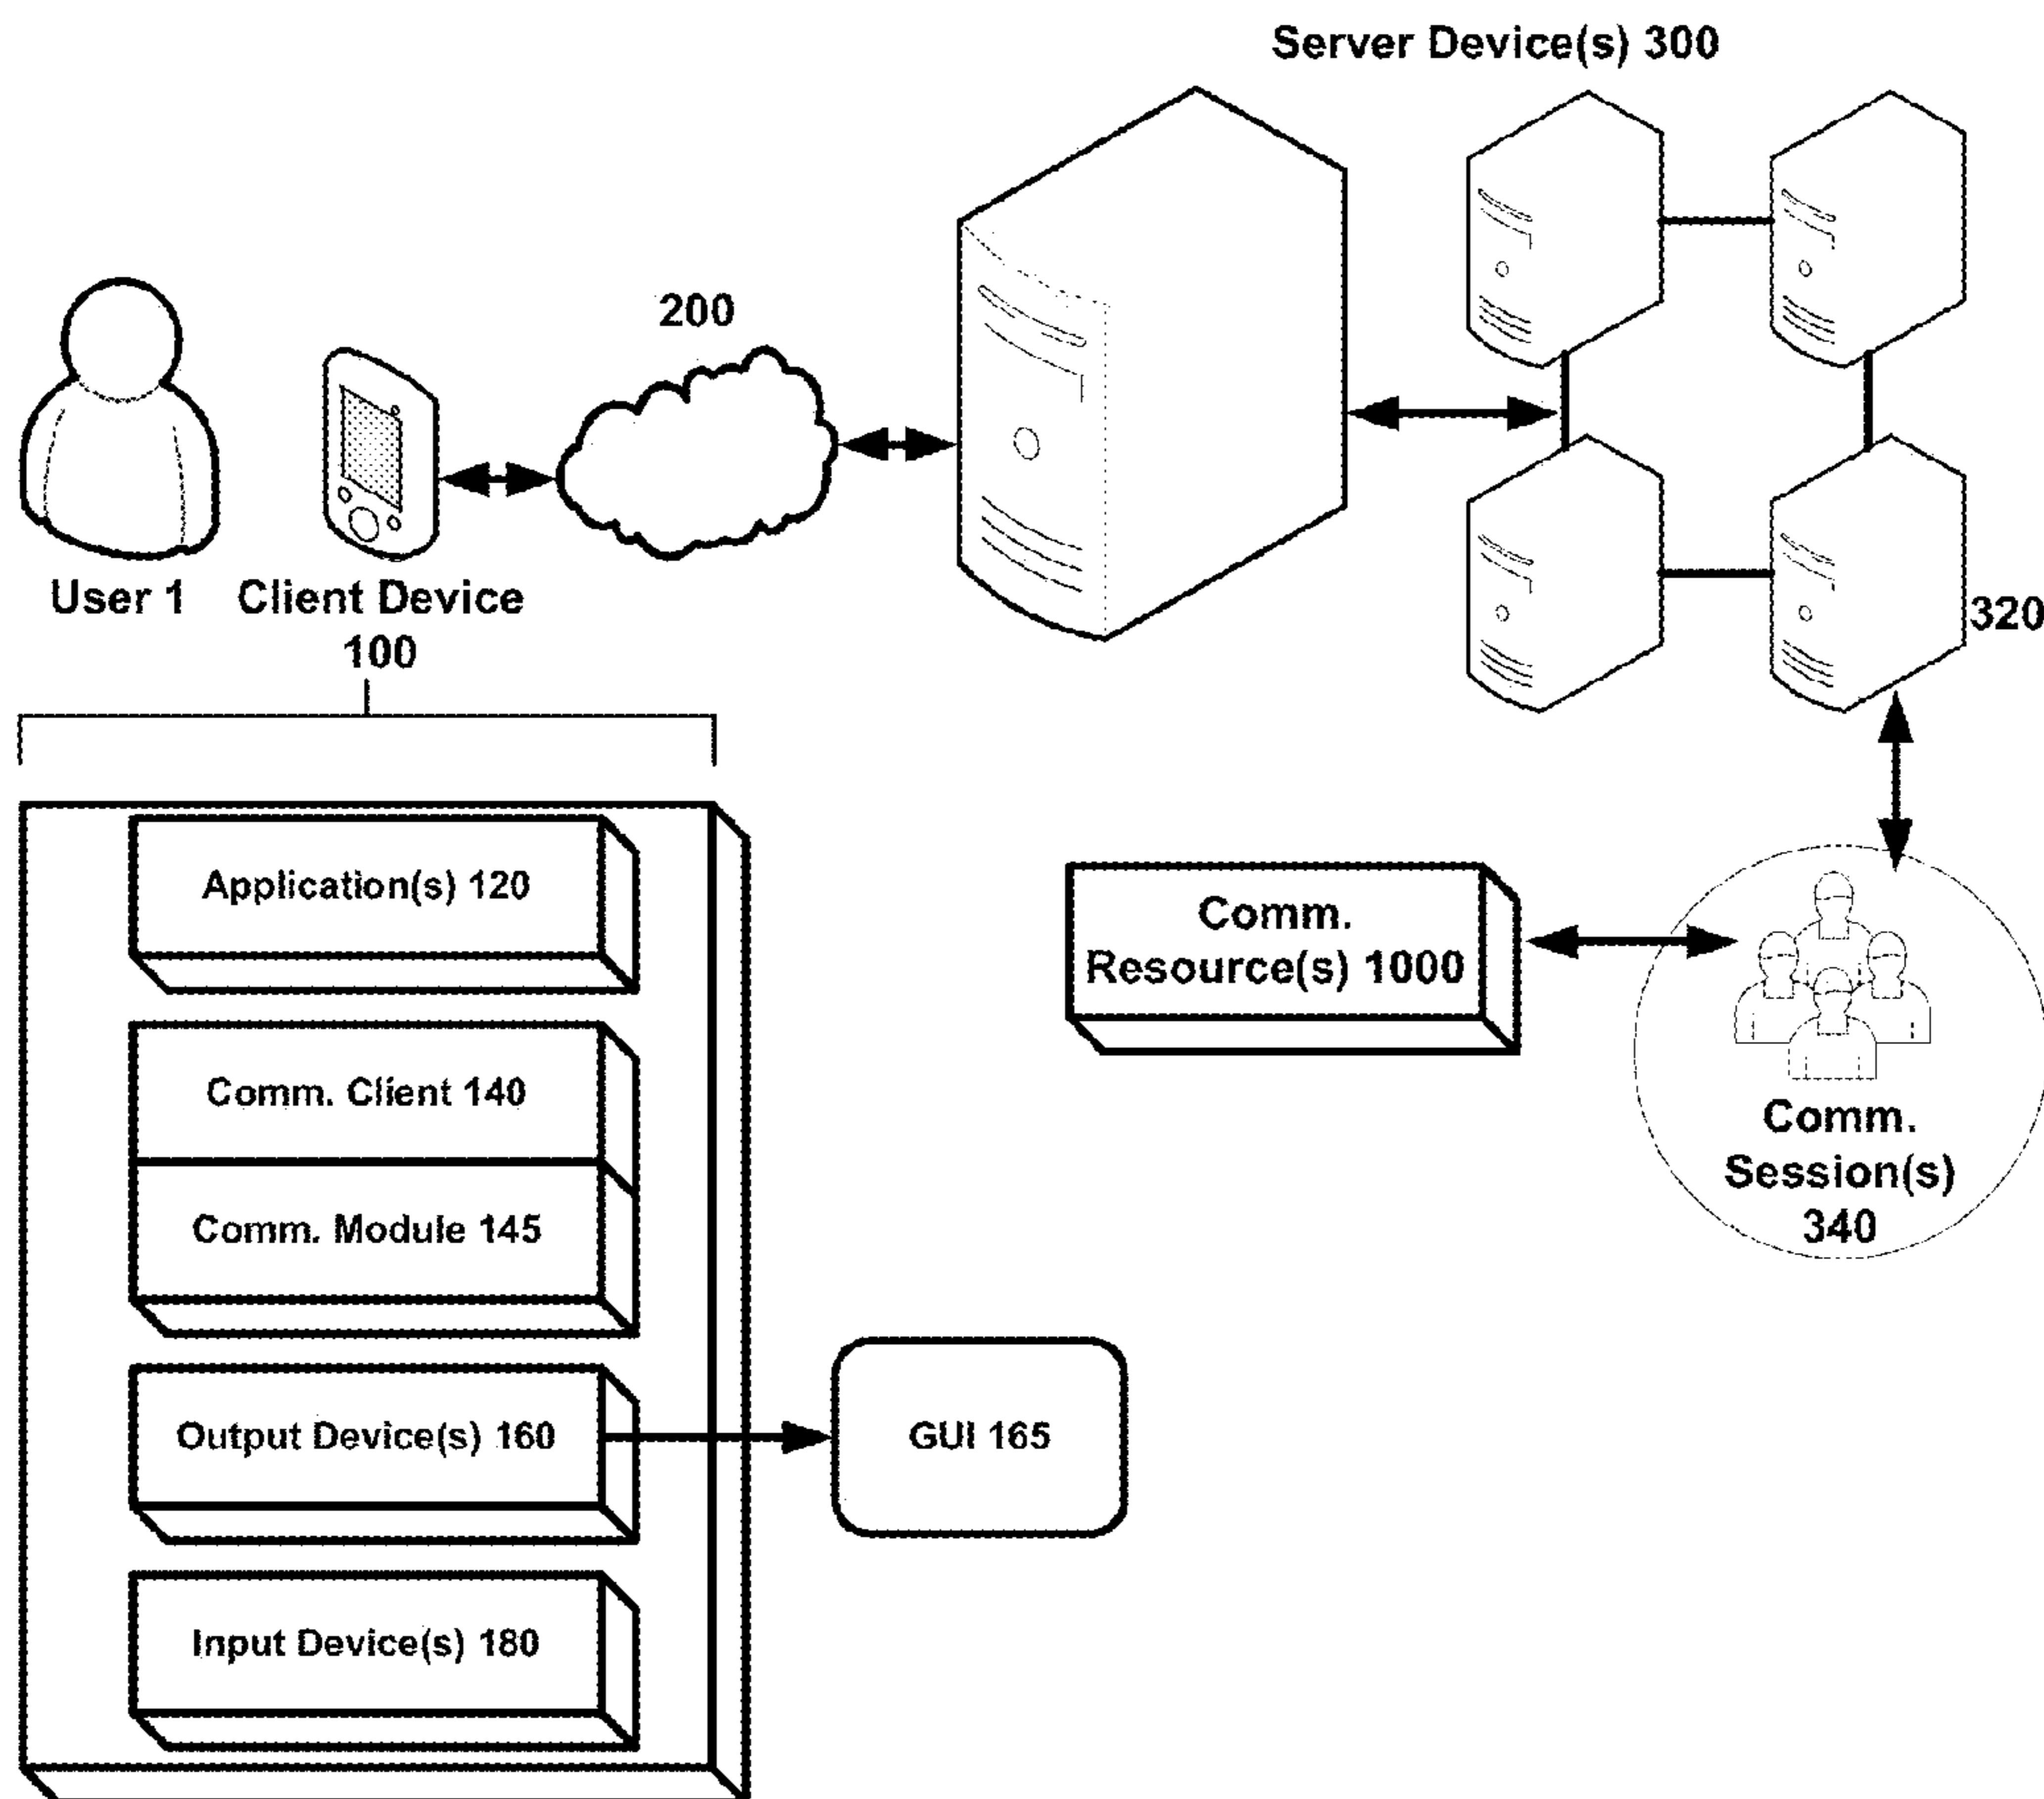 Server Device(s) 300
200
User 1
Client Device
100
320
Application(s) 120
Comm. Client 140
Comm. Module 145
Output Device(s) 160
Input Device(s) 180
GUI 165
Comm.
Resource(s) 1000
Comm.
Session(s)
340